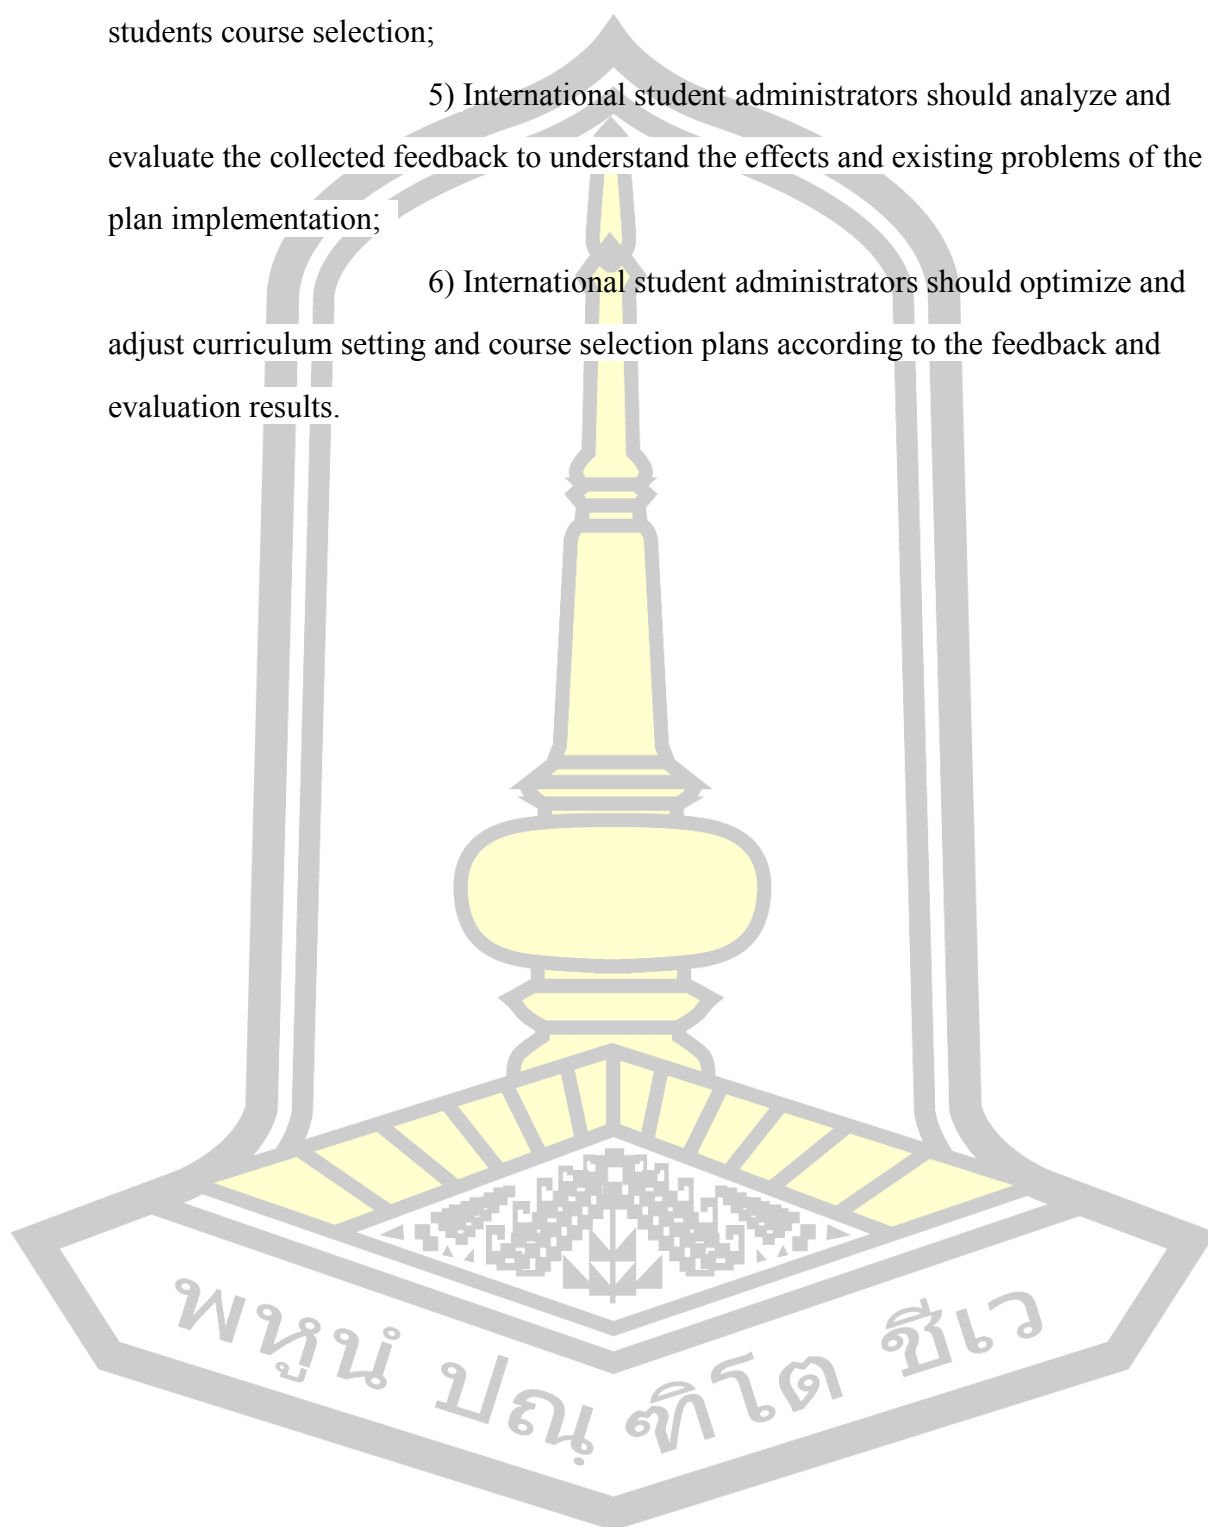 students course selection;
5) International student administrators should analyze and
evaluate the collected feedback to understand the effects and existing problems of the
plan implementation;
6) International student administrators should optimize and
adjust curriculum setting and course selection plans according to the feedback and
evaluation results.
พหูนํ ปณฺฑิโต ชีเว